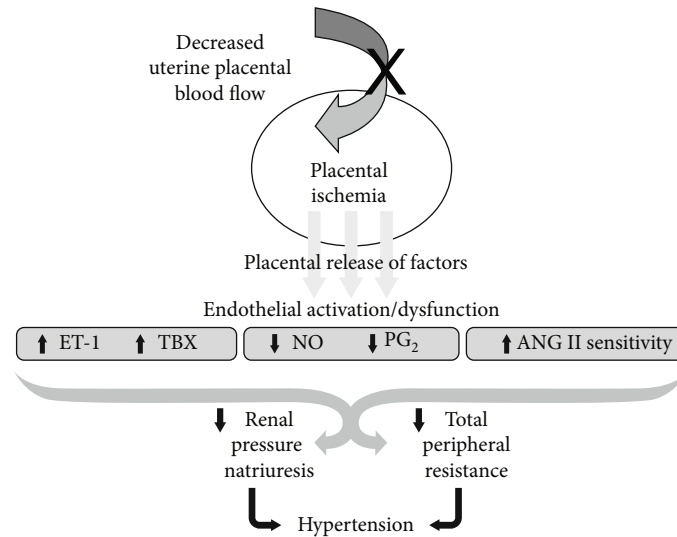 Decreased
uterine placental
blood flow
X
Placental
ischemia
Placental release of factors
Endothelial activation/dysfunction
ET-1 TBX NO PG₂ ANG II sensitivity
Renal
pressure
natriuresis
Total
peripheral
resistance
Hypertension